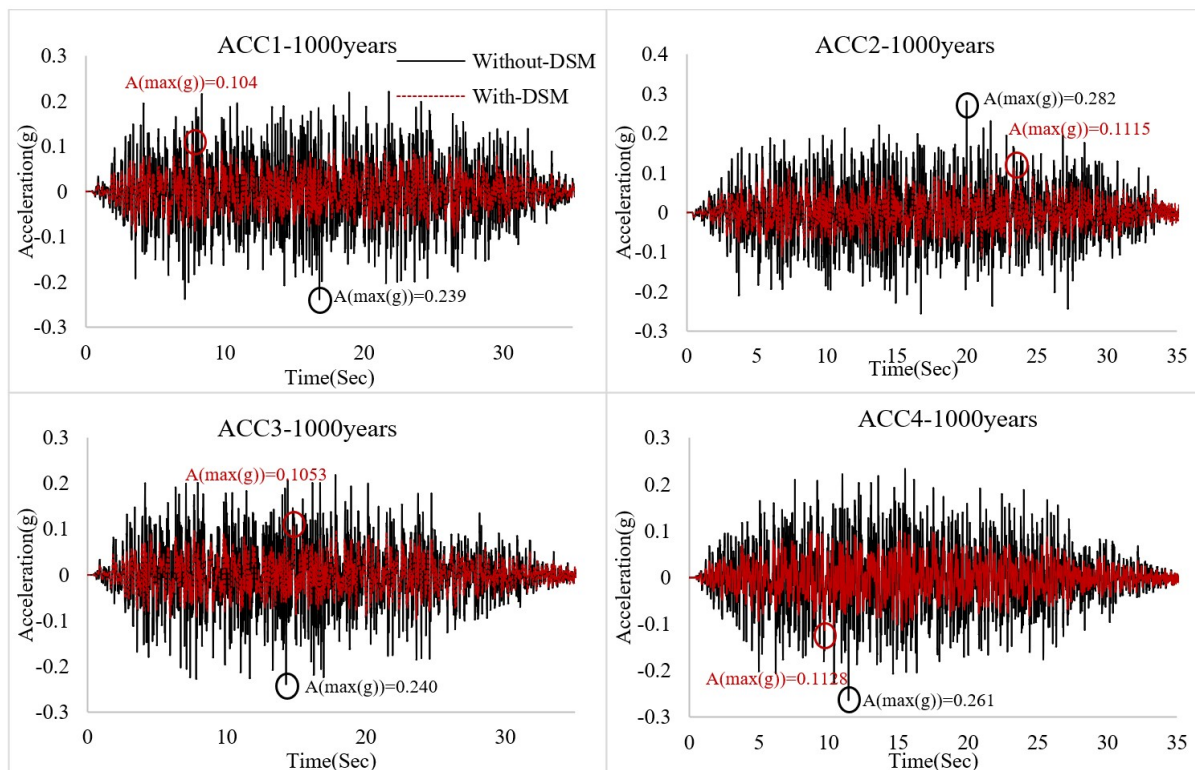 ACC1-1000years
Without-DSM
With-DSM
A(max(g))=0.104
A(max(g))=0.239
Acceleration(g)
0.3
0.2
0.1
0
-0.1
-0.2
-0.3
0
10
20
30
Time(Sec)
ACC2-1000years
A(max(g))=0.282
A(max(g))=0.1115
Acceleration(g)
0.4
0.3
0.2
0.1
0
-0.1
-0.2
-0.3
0
5
10
15
20
25
30
35
Time(Sec)
ACC3-1000years
A(max(g))=0.1053
A(max(g))=0.240
Acceleration(g)
0.3
0.2
0.1
0
-0.1
-0.2
-0.3
0
10
20
30
Time(Sec)
ACC4-1000years
A(max(g))=0.1128
A(max(g))=0.261
Acceleration(g)
0.3
0.2
0.1
0
-0.1
-0.2
-0.3
0
5
10
15
20
25
30
35
Time(Sec)